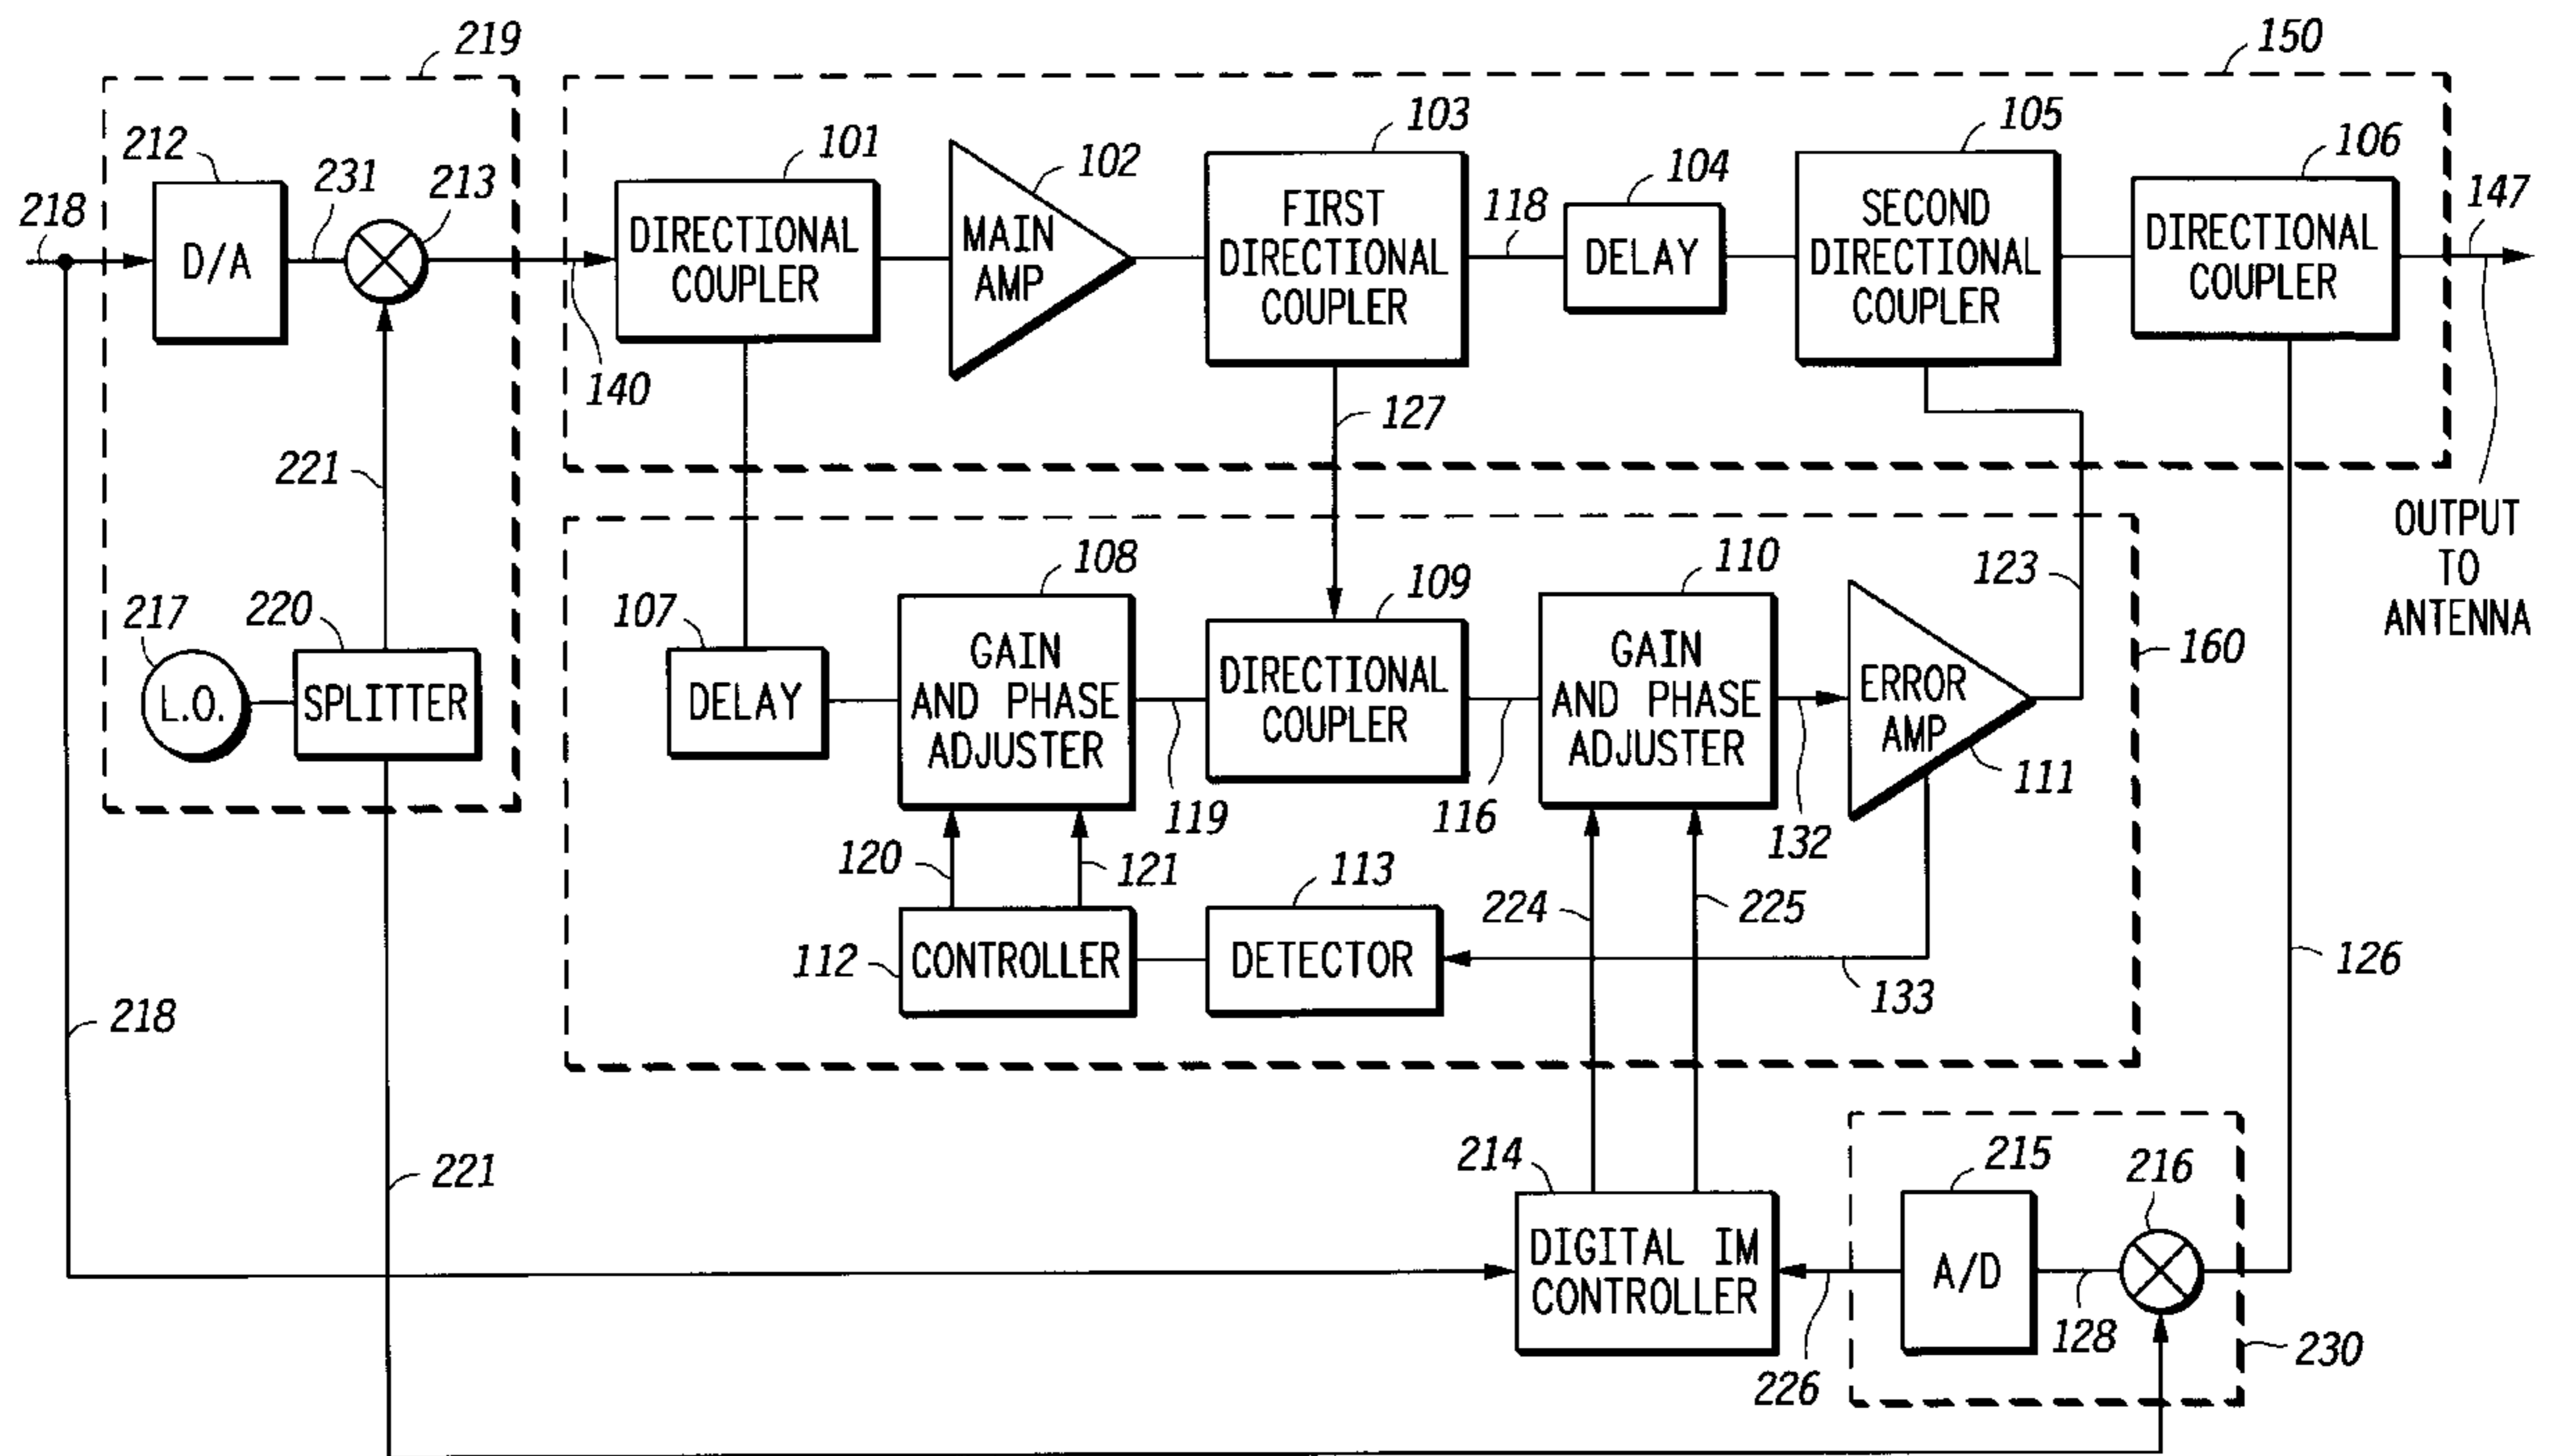 219
150
212
231
213
101
102
103
104
105
106
147
218
D/A
DIRECTIONAL
COUPLER
MAIN
AMP
FIRST
DIRECTIONAL
COUPLER
118
DELAY
SECOND
DIRECTIONAL
COUPLER
DIRECTIONAL
COUPLER
140
127
221
OUTPUT
TO
ANTENNA
217
220
L.O.
SPLITTER
107
DELAY
108
GAIN
AND PHASE
ADJUSTER
109
DIRECTIONAL
COUPLER
110
GAIN
AND PHASE
ADJUSTER
123
ERROR
AMP
160
119
116
132
111
120
121
113
224
225
112
CONTROLLER
DETECTOR
133
126
218
221
214
DIGITAL IM
CONTROLLER
215
A/D
216
128
226
230